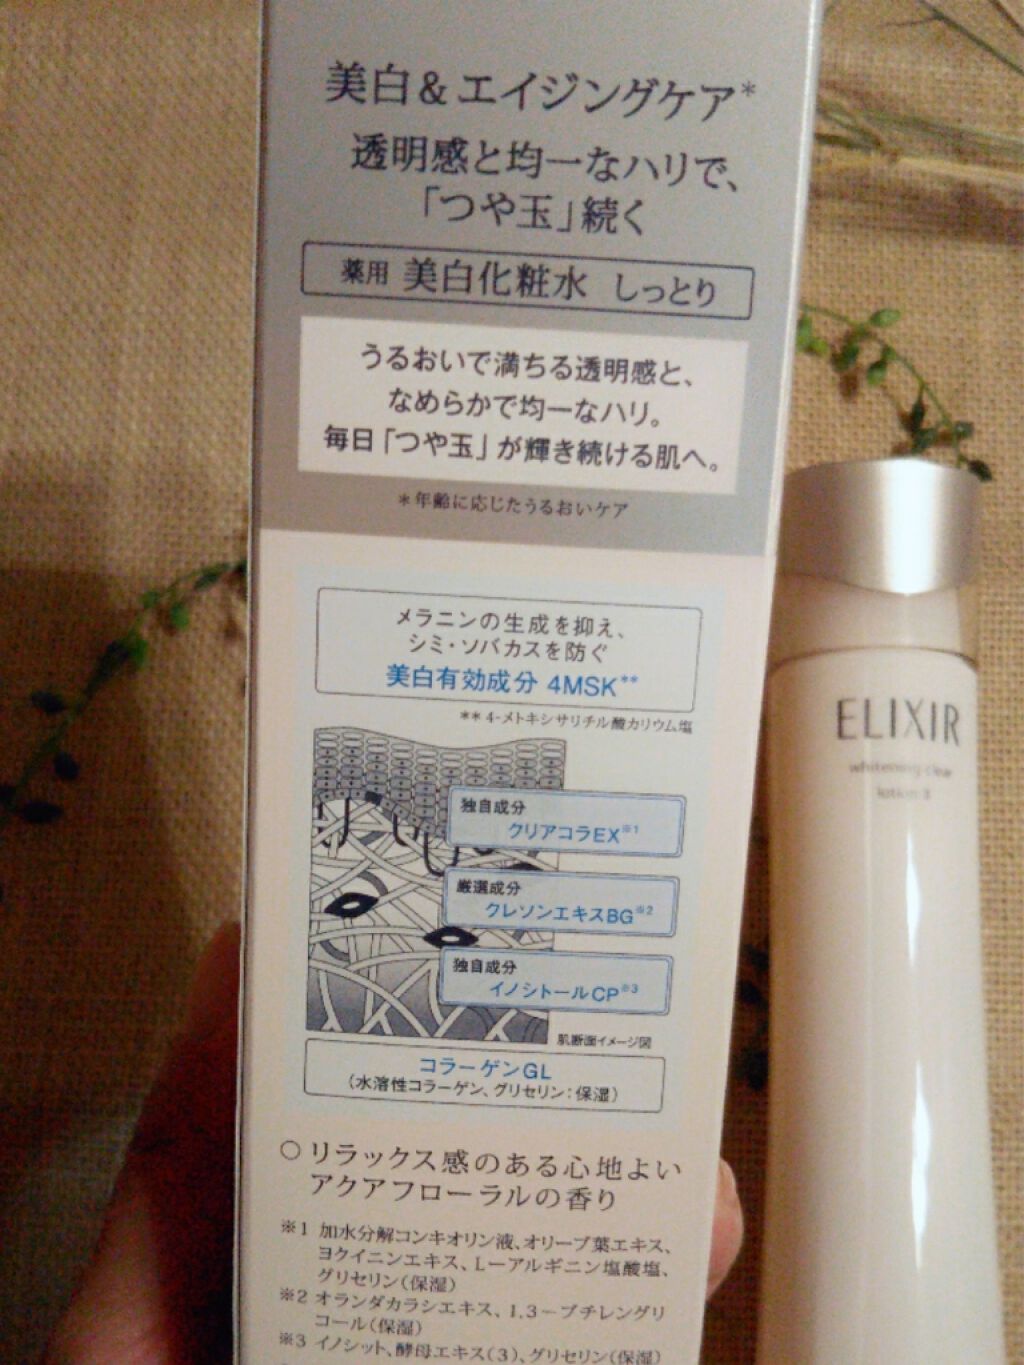 美白&エイジングケア*
透明感と均一なハリで、
「つや玉」続く
薬用 美白化粧水 しっとり
うるおいで満ちる透明感と、
なめらかで均一なハリ。
毎日「つや玉」が輝き続ける肌へ。
*年齢に応じたうるおいケア
メラニンの生成を抑え、
シミ・ソバカスを防ぐ
美白有効成分 4MSK**
**4-メトキシサリチル酸カリウム塩
独自成分
クリアコラEX※1
厳選成分
クレソンエキスBG※2
独自成分
イノシトールCP※3
肌断面イメージ図
コラーゲンGL
(水溶性コラーゲン、グリセリン:保湿)
○リラックス感のある心地よい
アクアフローラルの香り
※1 加水分解コンキオリン液、オリーブ葉エキス、
ヨクイニンエキス、L-アルギニン塩酸塩、
グリセリン(保湿)
※2 オランダカラシエキス、1,3-ブチレングリ
コール(保湿)
※3 イノシット、酵母エキス(3)、グリセリン(保湿)
ELIXIR
whitening clear
lotion II